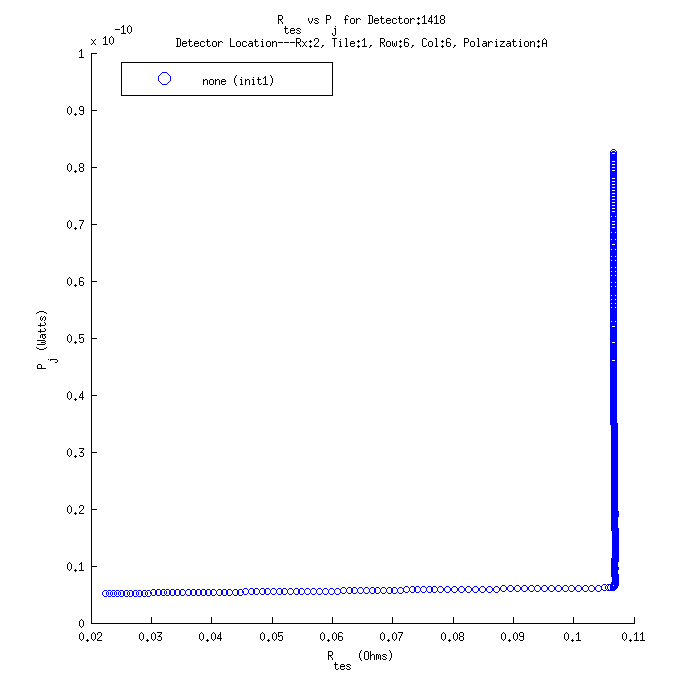 R_tes vs P_j for Detector:1418
Detector Location---Rx:2, Tile:1, Row:6, Col:6, Polarization:A
x 10^-10
none (init1)
1
0.9
0.8
0.7
0.6
0.5
0.4
0.3
0.2
0.1
0
P_j (Watts)
0.02 0.03 0.04 0.05 0.06 0.07 0.08 0.09 0.1 0.11
R_tes (Ohms)